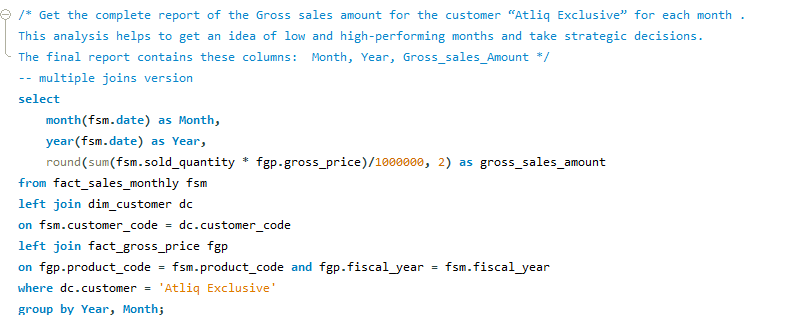 /* Get the complete report of the Gross sales amount for the customer “Atliq Exclusive” for each month .
This analysis helps to get an idea of low and high-performing months and take strategic decisions.
The final report contains these columns:  Month, Year, Gross_sales_Amount */
-- multiple joins version
select
    month(fsm.date) as Month,
    year(fsm.date) as Year,
    round(sum(fsm.sold_quantity * fgp.gross_price)/1000000, 2) as gross_sales_amount
from fact_sales_monthly fsm
left join dim_customer dc
on fsm.customer_code = dc.customer_code
left join fact_gross_price fgp
on fgp.product_code = fsm.product_code and fgp.fiscal_year = fsm.fiscal_year
where dc.customer = 'Atliq Exclusive'
group by Year, Month;